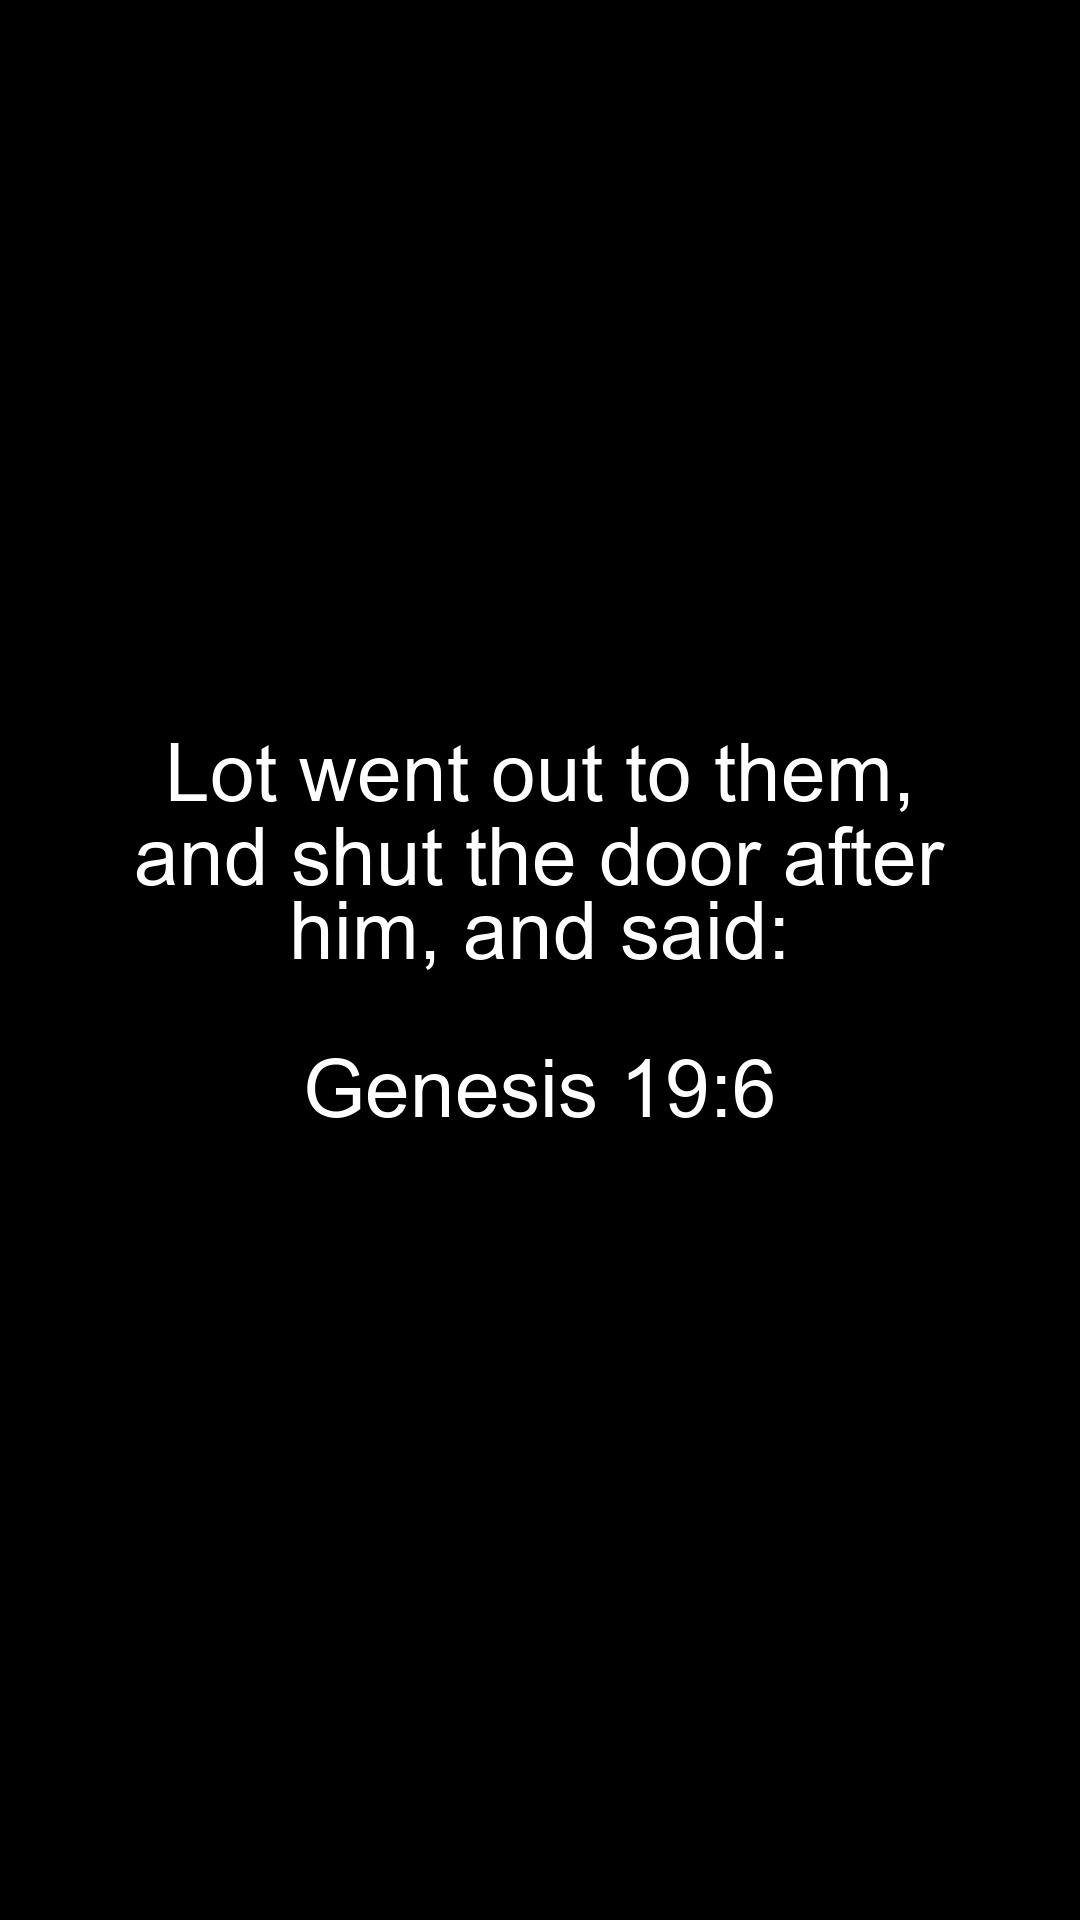 Lot went out to them,
and shut the door after
him, and said:
Genesis 19:6